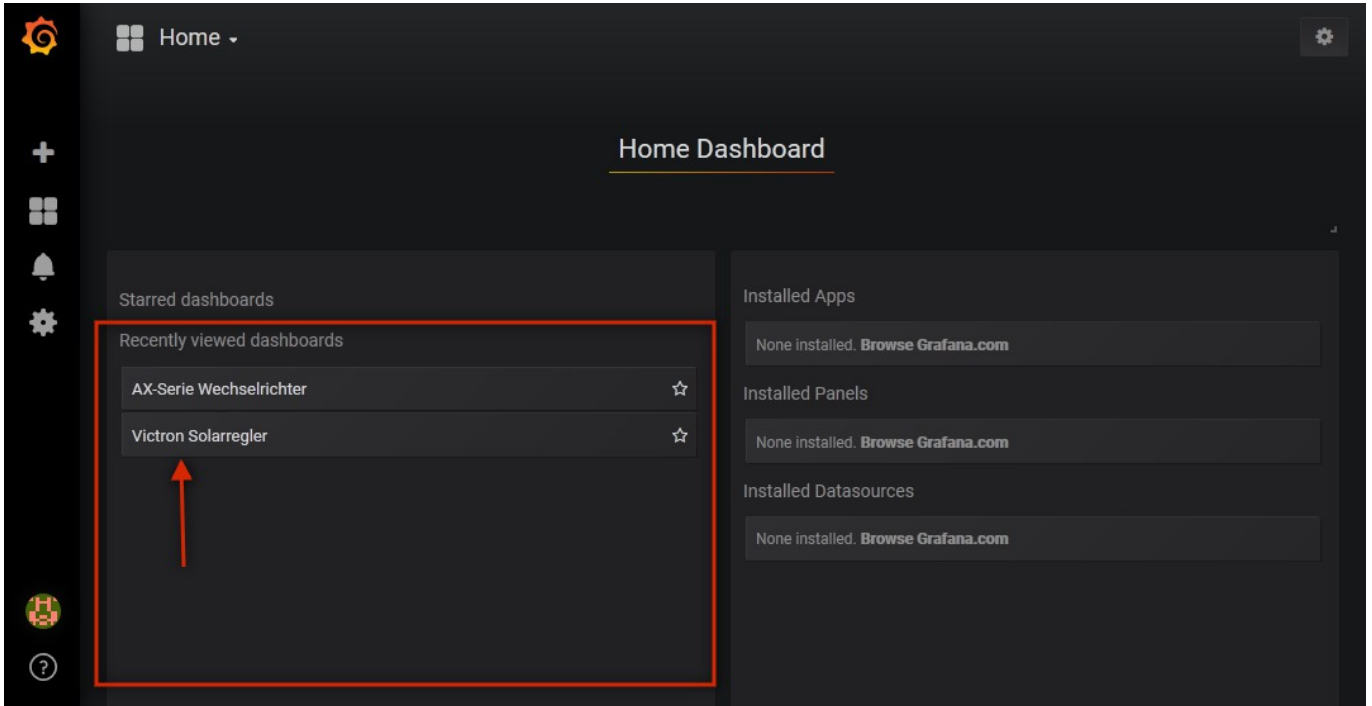 Home
Home Dashboard
Starred dashboards
Recently viewed dashboards
AX-Serie Wechselrichter
Victron Solarregler
Installed Apps
None installed. Browse Grafana.com
Installed Panels
None installed. Browse Grafana.com
Installed Datasources
None installed. Browse Grafana.com
?